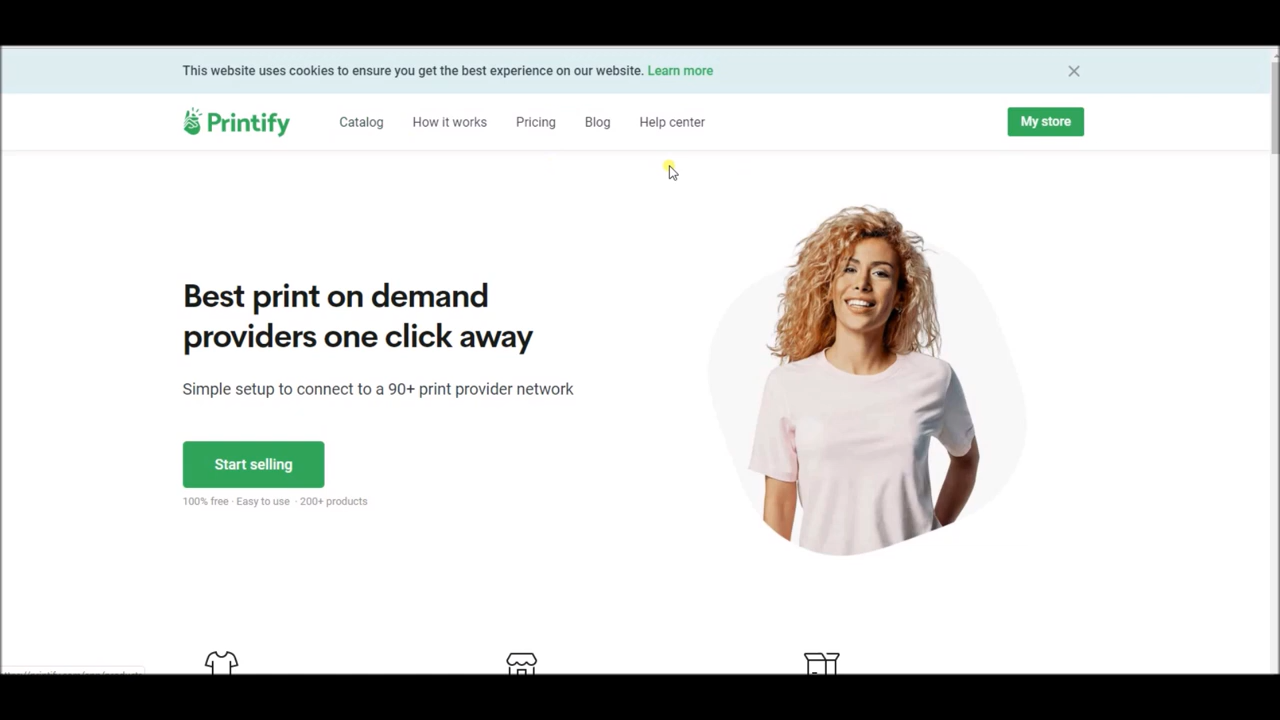 This website uses cookies to ensure you get the best experience on our website. Learn more
Printify Catalog How it works Pricing Blog Help center My store
Best print on demand
providers one click away
Simple setup to connect to a 90+ print provider network
Start selling
100% free · Easy to use · 200+ products